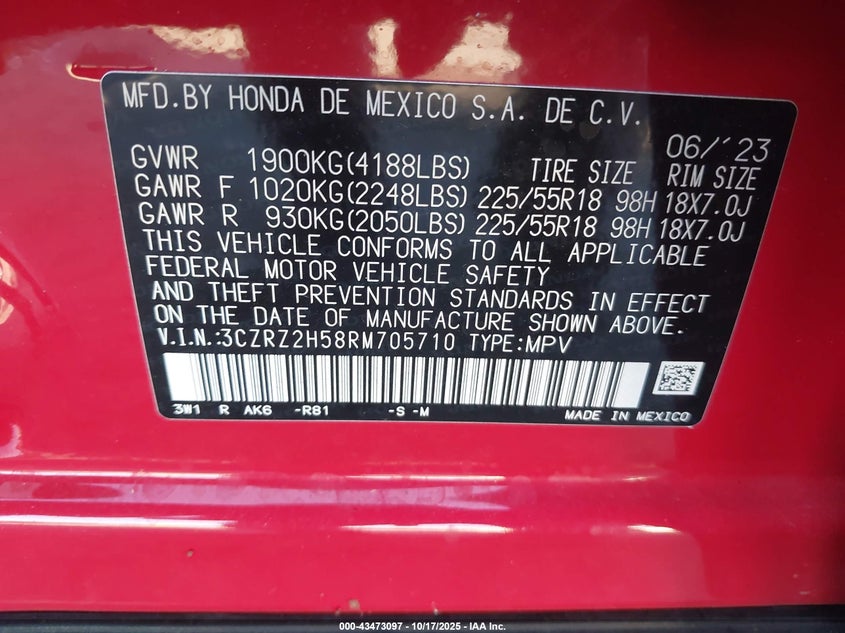 MFD.BY HONDA DE MEXICO S.A. DE C.V.
06/'23
GVWR 1900KG(4188LBS) TIRE SIZE RIM SIZE
GAWR F 1020KG(2248LBS) 225/55R18 98H 18X7.0J
GAWR R 930KG(2050LBS) 225/55R18 98H 18X7.0J
THIS VEHICLE CONFORMS TO ALL APPLICABLE
FEDERAL MOTOR VEHICLE SAFETY
AND THEFT PREVENTION STANDARDS IN EFFECT
ON THE DATE OF MANUFACTURE SHOWN ABOVE.
V.I.N.:3CZRZ2H58RM705710 TYPE:MPV
3W1 R AK6 -R81 -S -M MADE IN MEXICO
000-43473097 - 10/17/2025 - IAA Inc.